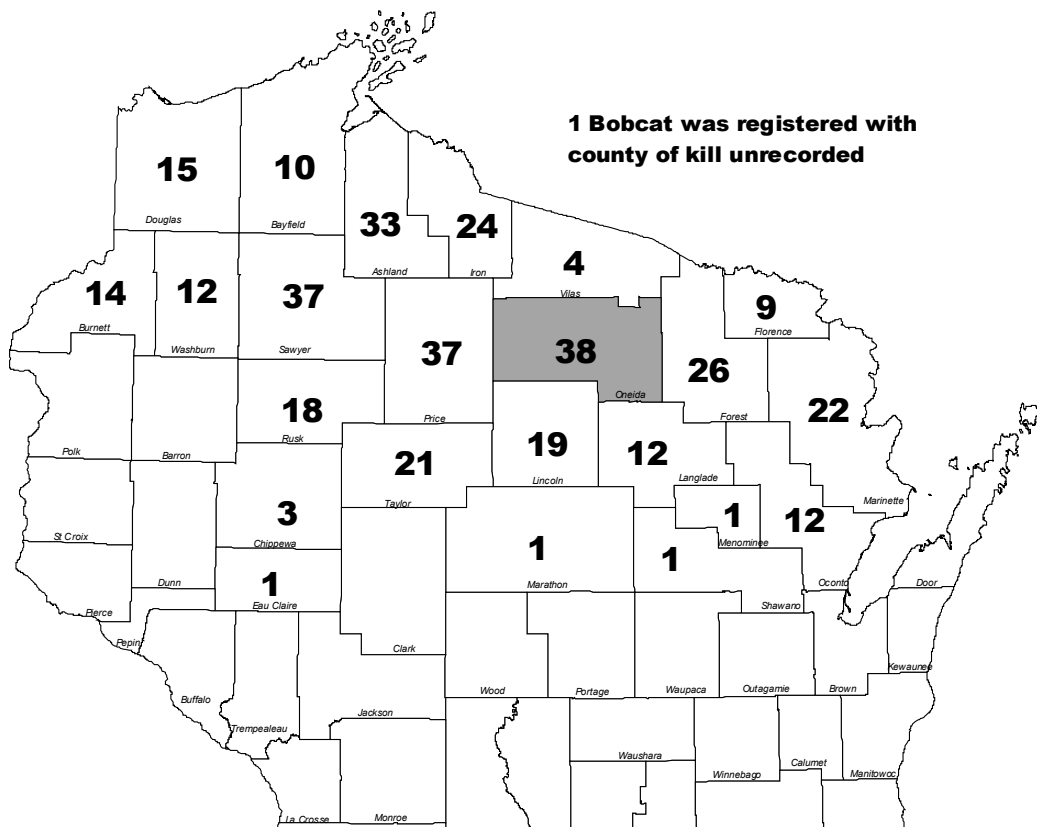 1 Bobcat was registered with
county of kill unrecorded
15
Douglas
10
Bayfield
33
Ashland
24
Iron
4
Vilas
9
Florence
14
Burnett
12
Washburn
37
Sawyer
37
Price
38
Oneida
26
Forest
22
Marinette
18
Rusk
Polk
Barron
21
Taylor
19
Lincoln
12
Langlade
1
Menominee
12
Oconto
3
Chippewa
St Croix
1
Marathon
1
Shawano
Door
Dunn
1
Eau Claire
Pierce
Pepin
Clark
Buffalo
Trempealeau
Jackson
Wood
Portage
Waupaca
Outagamie
Brown
Kewaunee
Waushara
Winnebago
Calumet
Manitowoc
La Crosse
Monroe